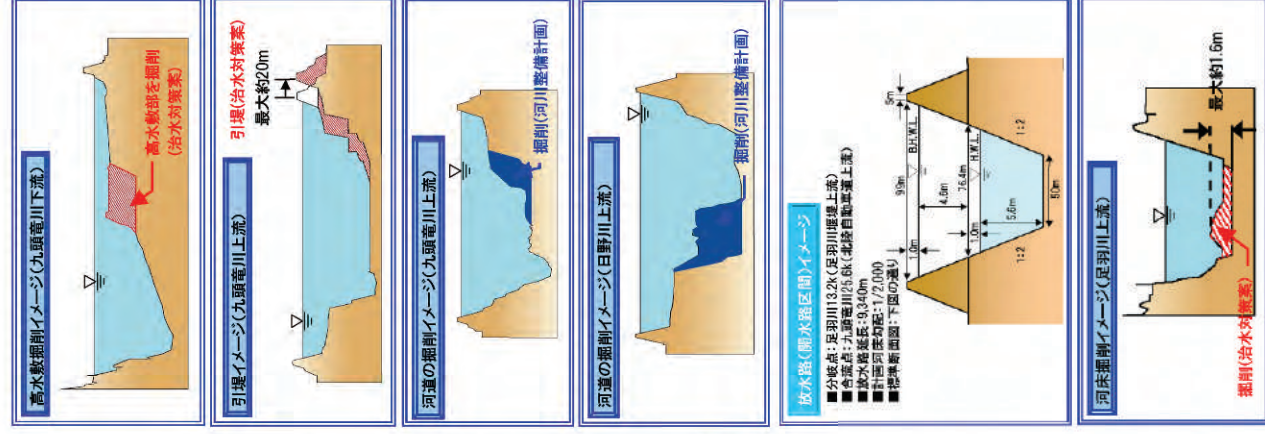 高水敷掘削イメージ(九頭竜川下流)
高水敷部を掘削
(治水対策案)
引堤イメージ(九頭竜川上流)
引堤(治水対策案)
最大約20m
河道の掘削イメージ(九頭竜川上流)
掘削(河川整備計画)
河道の掘削イメージ(日野川上流)
掘削(河川整備計画)
放水路(開水路区間)イメージ
■分岐点:足羽川13.2k(足羽川堰堤上流)
■合流点:九頭竜川25.6k(北陸自動車道上流)
■放水路延長:9,340m
■計画河床勾配:1/2,000
■標準断面図:下図の通り
5m
99m
B.H.W.L.
1.0m
4.6m
76.4m
H.W.L.
1.0m
5.6m
1:2
1:2
50m
河床掘削イメージ(足羽川上流)
最大約1.6m
掘削(治水対策案)